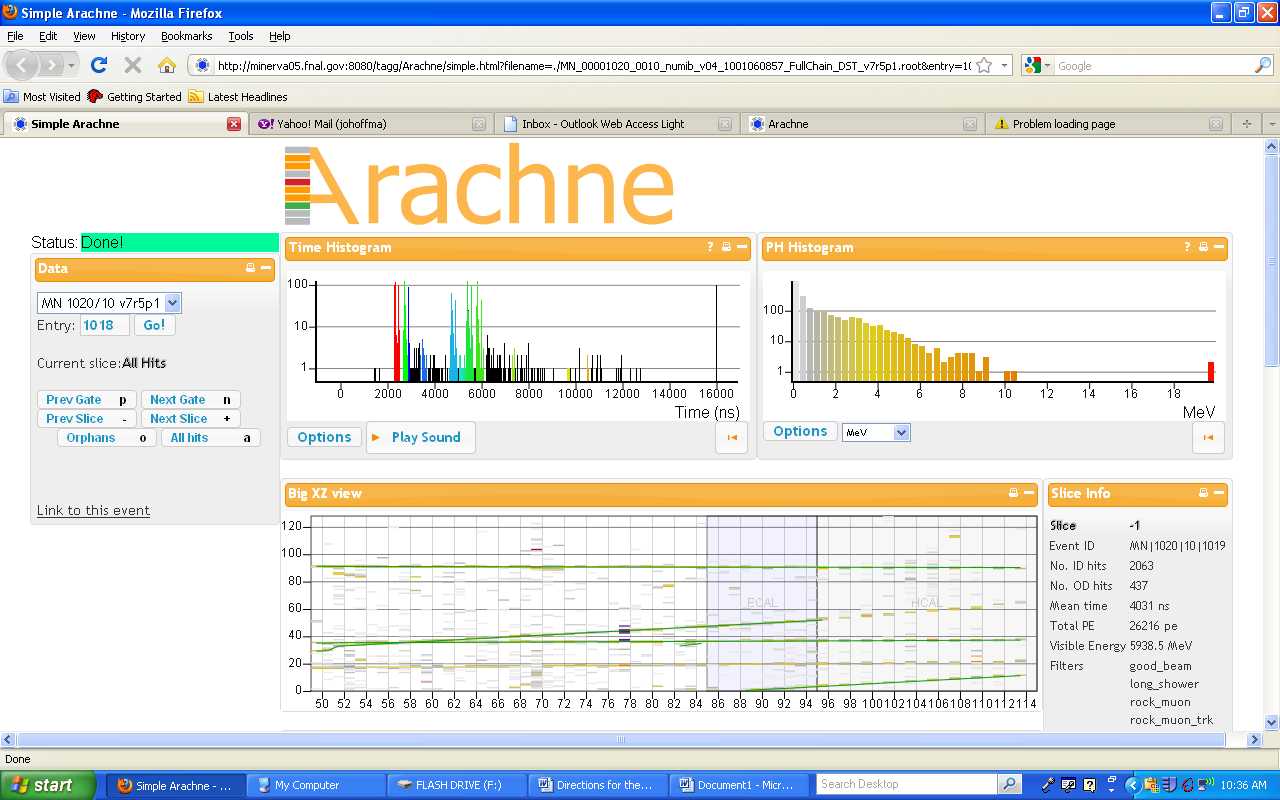 Simple Arachne - Mozilla Firefox
File Edit View History Bookmarks Tools Help
http://minerva05.fnal.gov:8080/tagg/Arachne/simple.html?filename=./MN_00001020_0010_numib_v04_1001060857_FullChain_DST_v7r5p1.root&entry=10 Google
Most Visited Getting Started Latest Headlines
Simple Arachne Yahoo! Mail (johoffma) Inbox - Outlook Web Access Light Arachne Problem loading page
Arachne
Status: Done!
Data
MN 1020/10 v7r5p1
Entry: 1018 Go!
Current slice: All Hits
Prev Gate p Next Gate n
Prev Slice - Next Slice +
Orphans o All hits a
Link to this event
Time Histogram ?
100
10
1
0 2000 4000 6000 8000 10000 12000 14000 16000
Time (ns)
Options Play Sound
PH Histogram ?
100
10
1
0 2 4 6 8 10 12 14 16 18
MeV
Options MeV
Big XZ view
120
100
80
60
40
20
0
ECAL HCAL
50 52 54 56 58 60 62 64 66 68 70 72 74 76 78 80 82 84 86 88 90 92 94 96 98 100 102 104 106 108 110 112 114
Slice Info
Slice -1
Event ID MN|1020|10|1019
No. ID hits 2063
No. OD hits 437
Mean time 4031 ns
Total PE 26216 pe
Visible Energy 5938.5 MeV
Filters good_beam
long_shower
rock_muon
rock_muon_trk
Done
start Simple Arachne - ... My Computer FLASH DRIVE (F:) Directions for the... Document1 - Micr... Search Desktop 10:36 AM